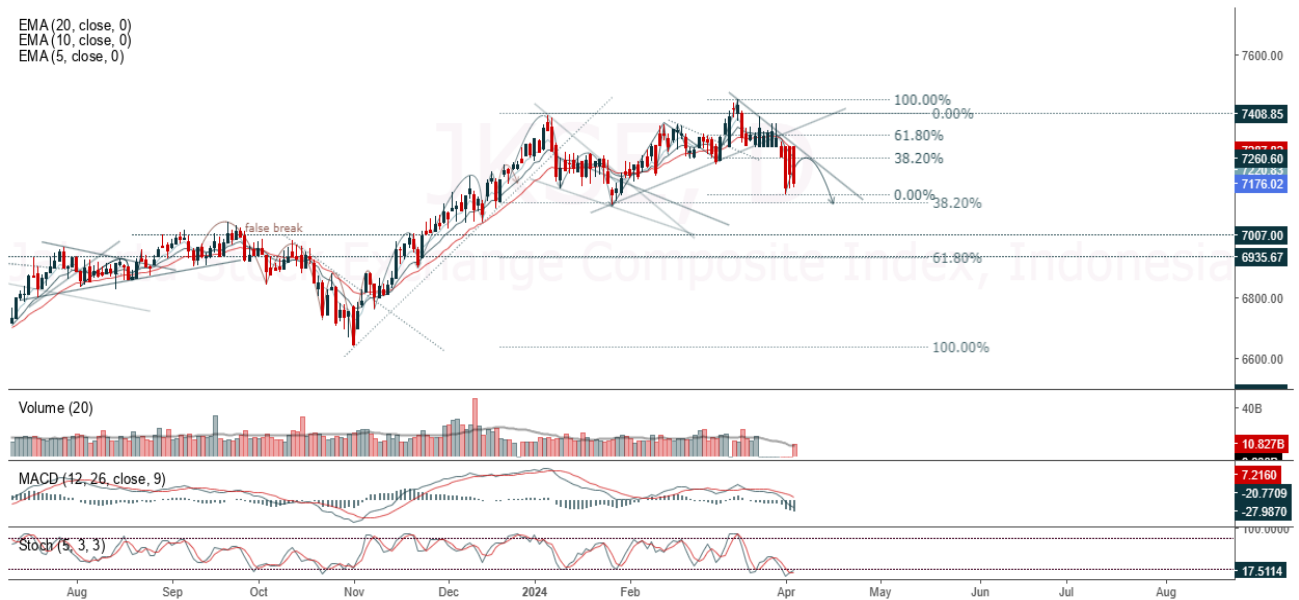 EMA (20, close, 0)
EMA (10, close, 0)
EMA (5, close, 0)
7600.00
100.00%
0.00%
7408.85
61.80%
38.20%
7260.60
7220.83
7176.02
0.00%
38.20%
false break
7007.00
61.80%
6935.67
6800.00
100.00%
6600.00
Volume (20)
40B
10.827B
MACD (12, 26, close, 9)
7.2160
-20.7709
-27.9870
100.0000
Stoch (5, 3, 3)
17.5114
Aug Sep Oct Nov Dec 2024 Feb Apr May Jun Jul Aug